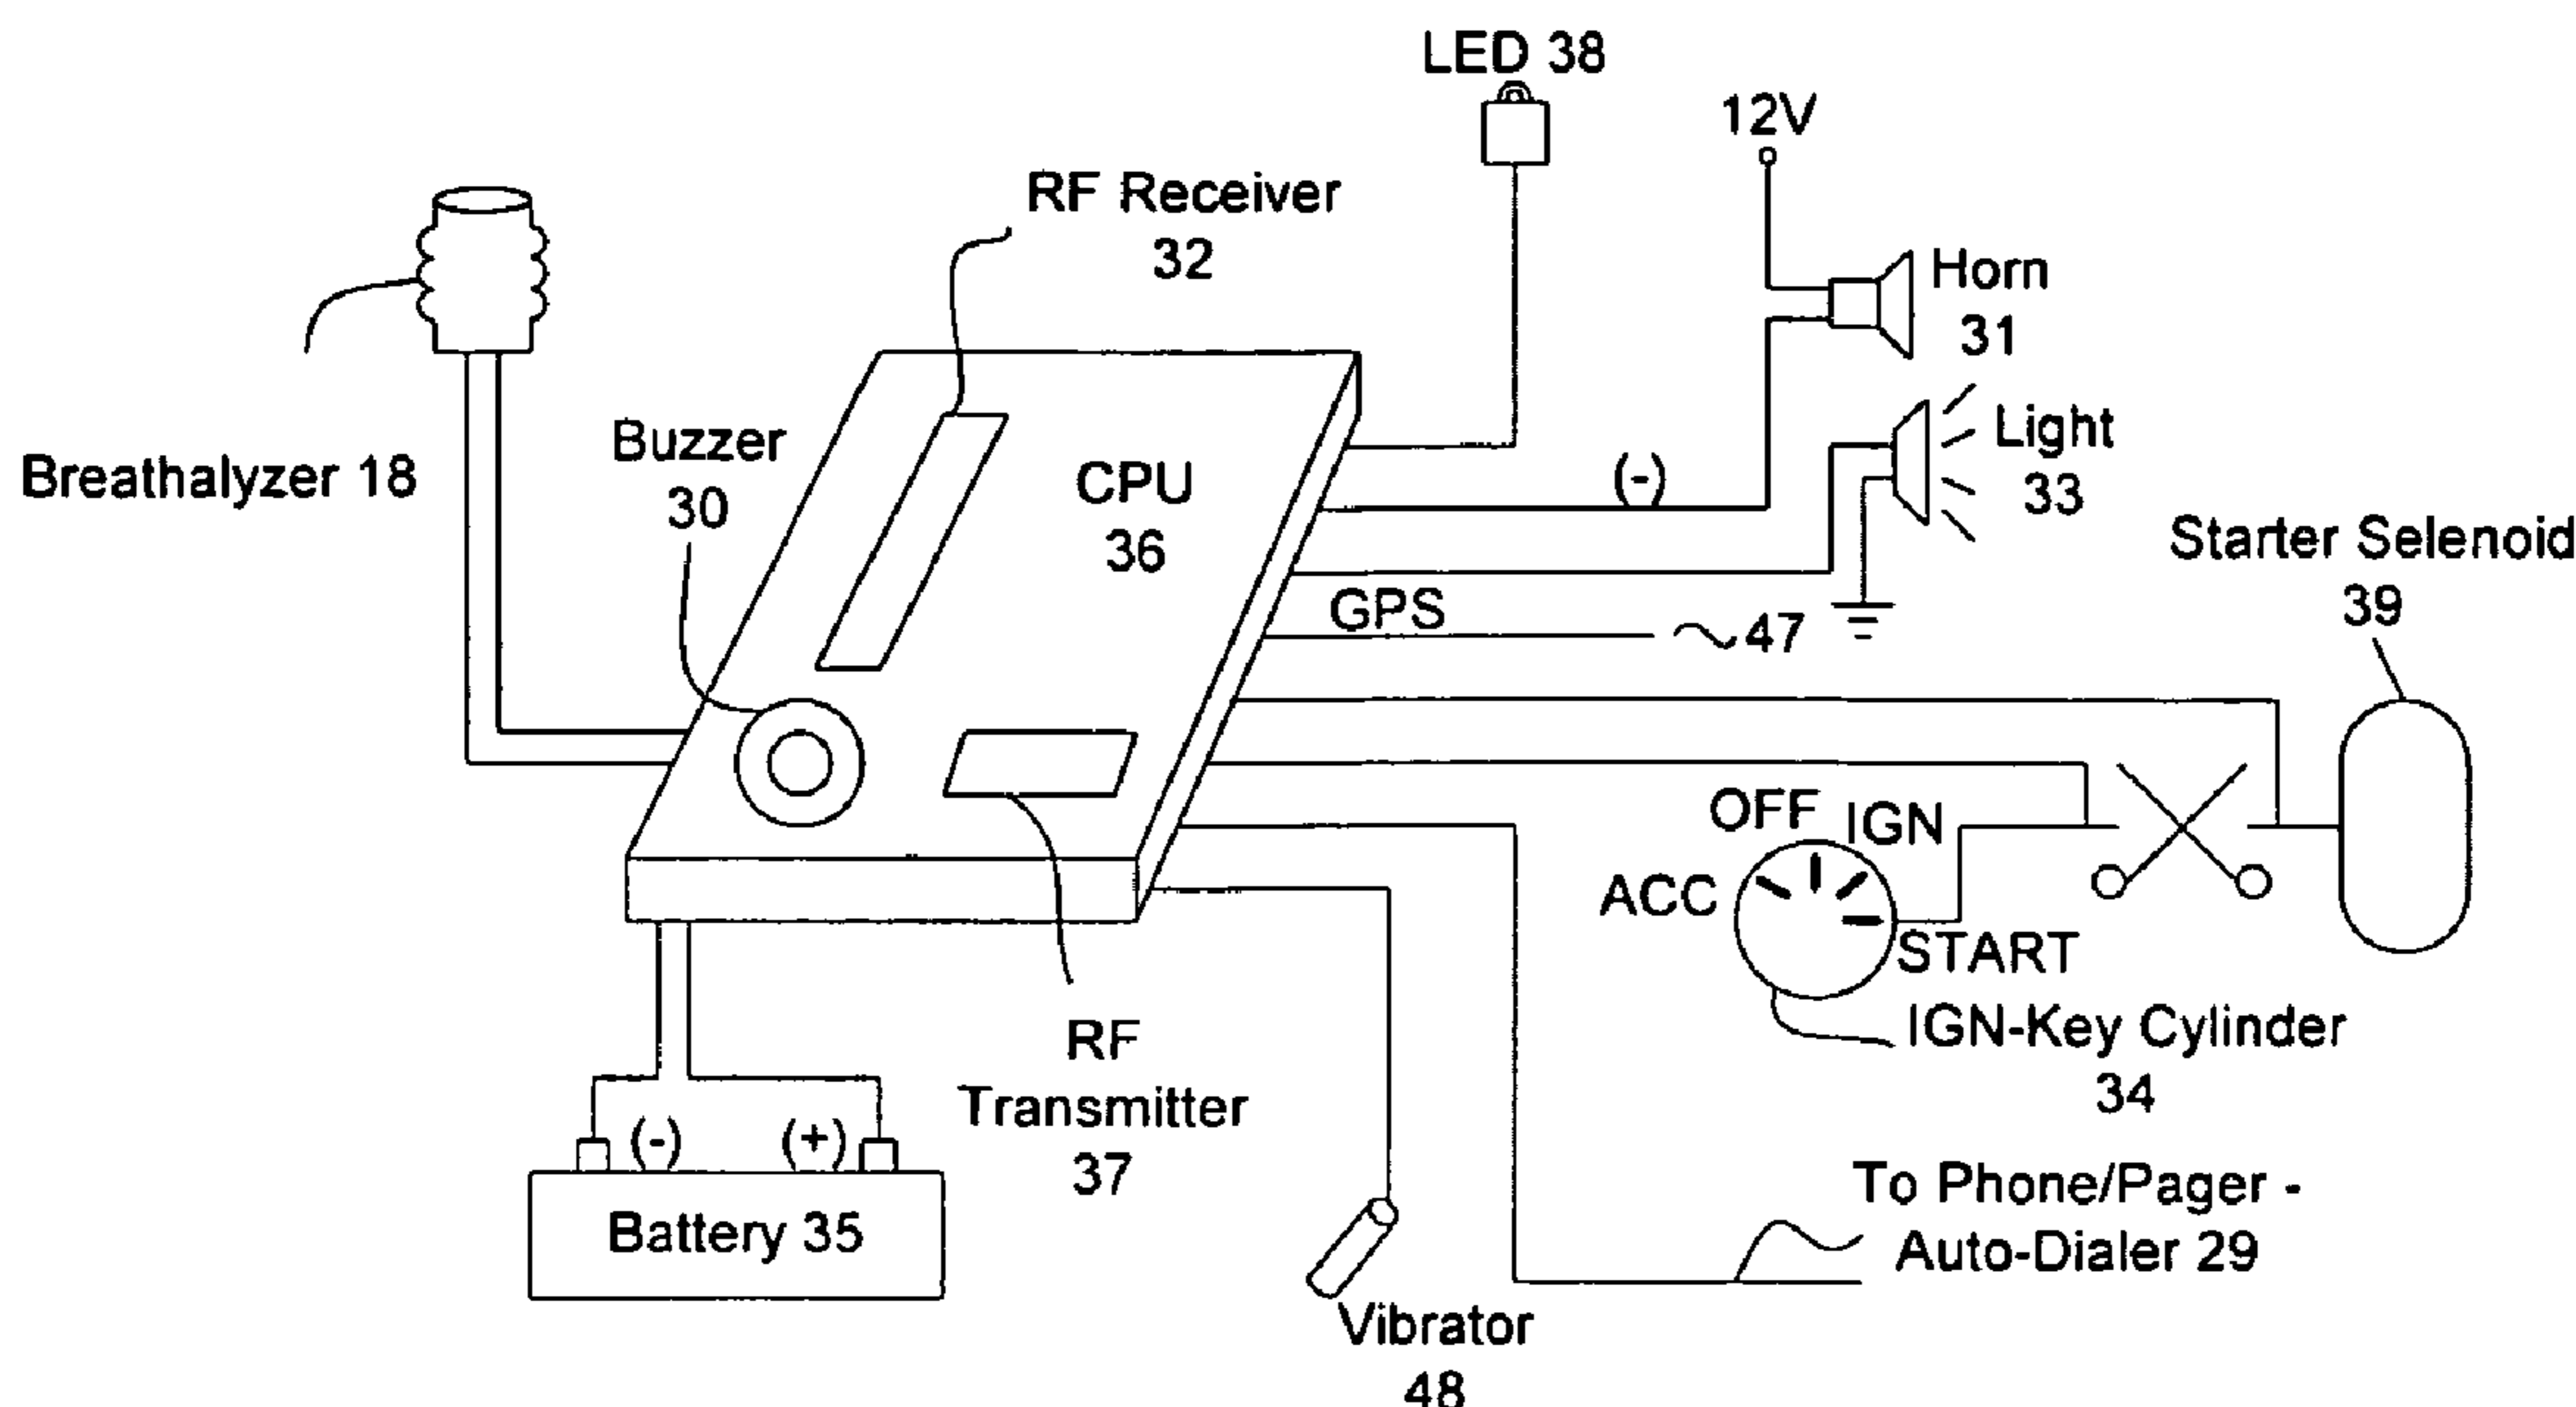 LED 38
12V
RF Receiver
32
Horn
31
Buzzer
30
Light
33
Breathalyzer 18
CPU
36
(-)
Starter Selenoid
39
GPS
47
OFF
IGN
ACC
START
IGN-Key Cylinder
34
RF
Transmitter
37
(-)
(+)
Battery 35
To Phone/Pager -
Auto-Dialer 29
Vibrator
48